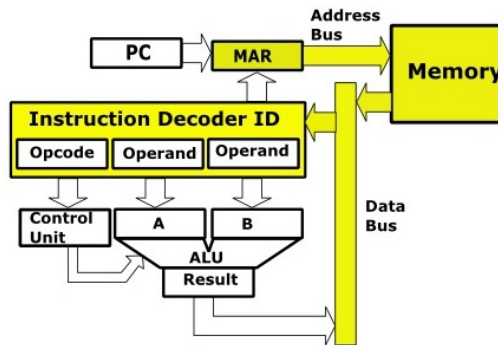 Address
Bus
PC
MAR
Memory
Instruction Decoder ID
Opcode
Operand
Operand
Control
Unit
A
B
ALU
Result
Data
Bus